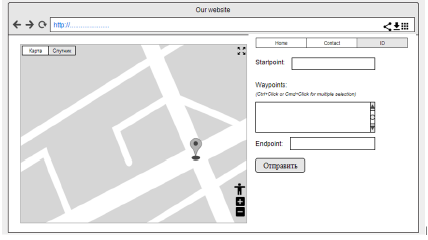 Our website
http://....................
Карта Спутник
Home Contact ID
Startpoint:
Waypoints:
(Ctrl+Click or Cmd+Click for multiple selection)
Endpoint:
Отправить